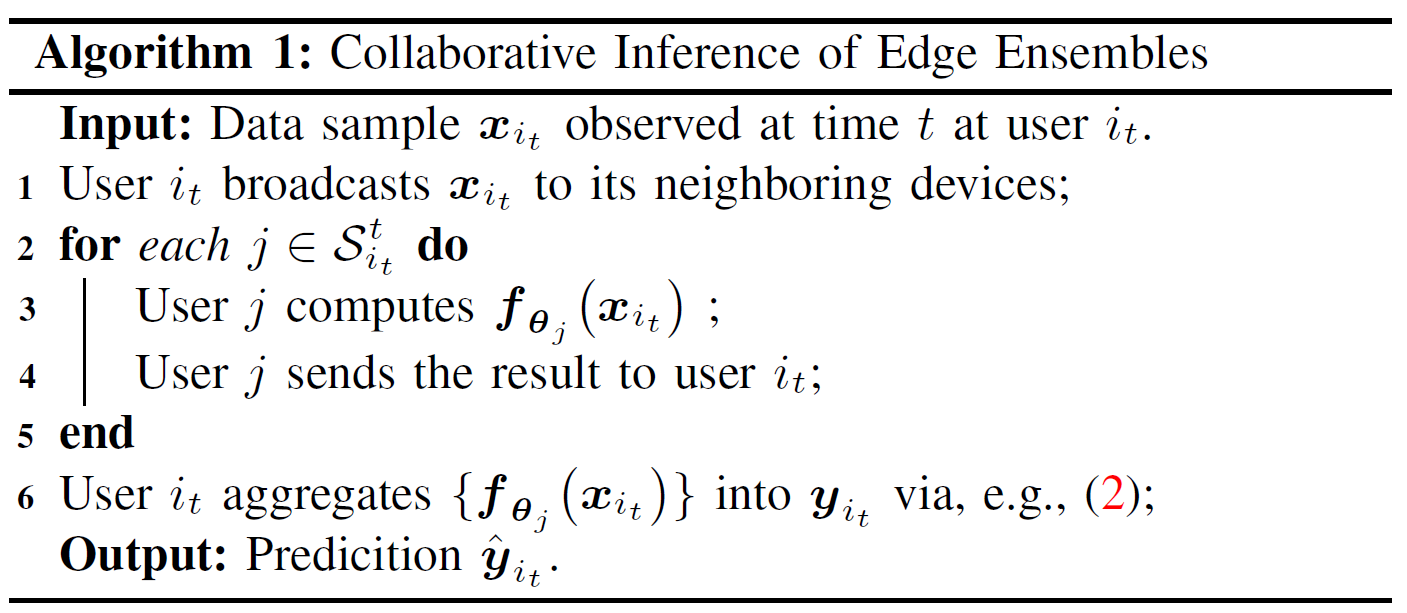 Algorithm 1: Collaborative Inference of Edge Ensembles
Input: Data sample $\boldsymbol{x}_{i_t}$ observed at time $t$ at user $i_t$.
1 User $i_t$ broadcasts $\boldsymbol{x}_{i_t}$ to its neighboring devices;
2 for each $j \in \mathcal{S}_{i_t}^t$ do
3 User $j$ computes $\boldsymbol{f}_{\boldsymbol{\theta}_j}(\boldsymbol{x}_{i_t})$ ;
4 User $j$ sends the result to user $i_t$;
5 end
6 User $i_t$ aggregates $\{\boldsymbol{f}_{\boldsymbol{\theta}_j}(\boldsymbol{x}_{i_t})\}$ into $\boldsymbol{y}_{i_t}$ via, e.g., (2);
Output: Predicition $\hat{\boldsymbol{y}}_{i_t}$.